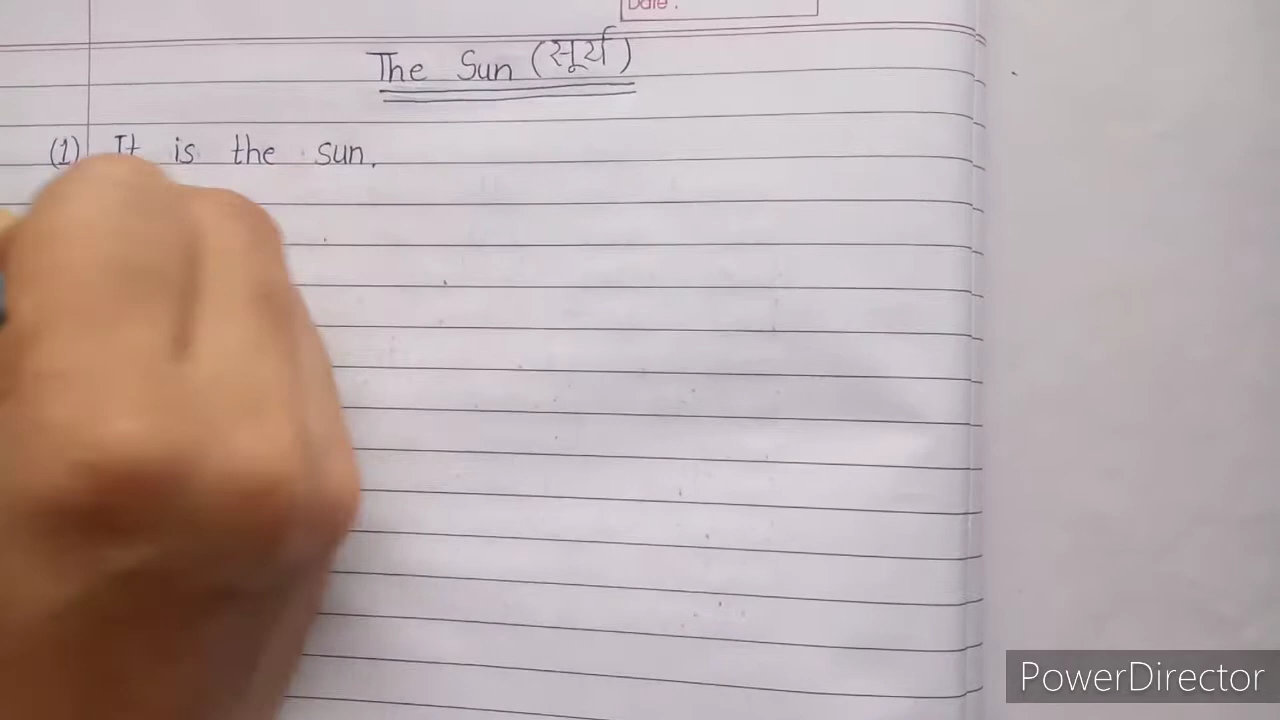 Date :
The Sun (सूर्य)
(1) It is the sun.
PowerDirector